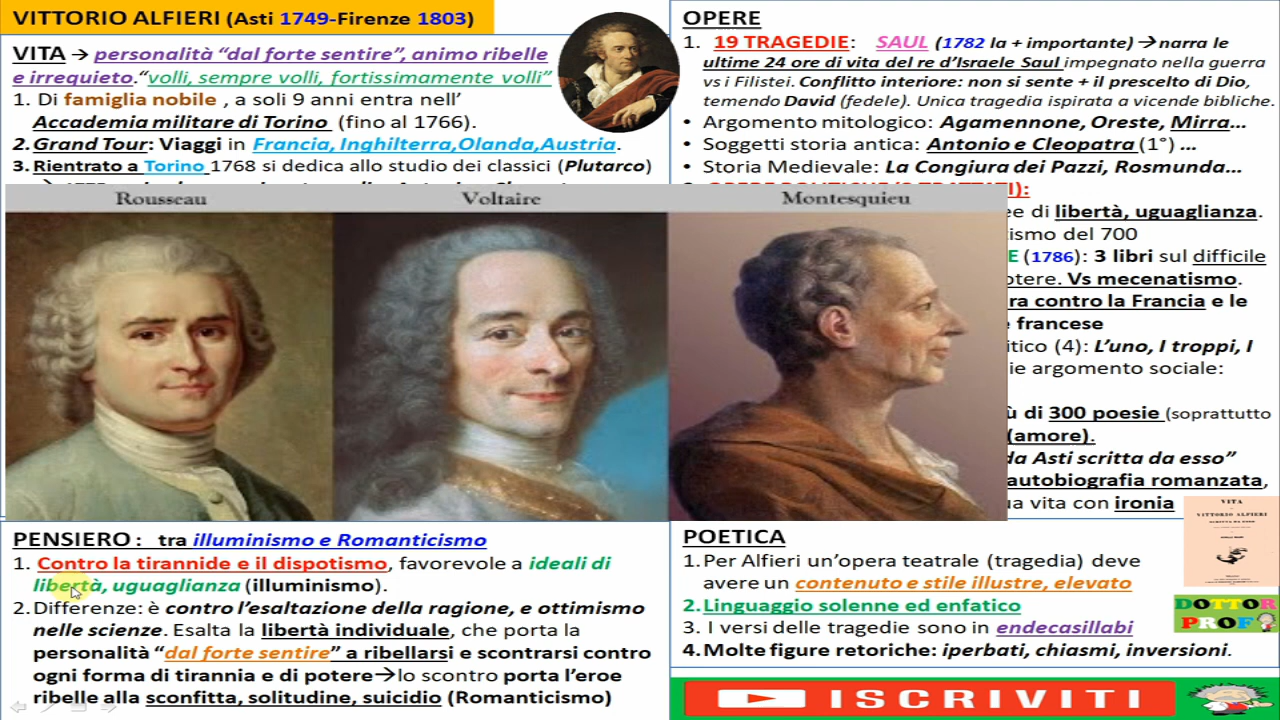 VITTORIO ALFIERI (Asti 1749-Firenze 1803)
VITA → personalità “dal forte sentire”, animo ribelle
e irrequieto.“volli, sempre volli, fortissimamente volli”
1. Di famiglia nobile , a soli 9 anni entra nell’
Accademia militare di Torino (fino al 1766).
2. Grand Tour: Viaggi in Francia, Inghilterra,Olanda,Austria.
3. Rientrato a Torino 1768 si dedica allo studio dei classici (Plutarco)
Rousseau
Voltaire
Montesquieu
PENSIERO : tra illuminismo e Romanticismo
1. Contro la tirannide e il dispotismo, favorevole a ideali di
libertà, uguaglianza (illuminismo).
2. Differenze: è contro l’esaltazione della ragione, e ottimismo
nelle scienze. Esalta la libertà individuale, che porta la
personalità “dal forte sentire” a ribellarsi e scontrarsi contro
ogni forma di tirannia e di potere→lo scontro porta l’eroe
ribelle alla sconfitta, solitudine, suicidio (Romanticismo)
OPERE
1. 19 TRAGEDIE: SAUL (1782 la + importante) → narra le
ultime 24 ore di vita del re d’Israele Saul impegnato nella guerra
vs i Filistei. Conflitto interiore: non si sente + il prescelto di Dio,
temendo David (fedele). Unica tragedia ispirata a vicende bibliche.
• Argomento mitologico: Agamennone, Oreste, Mirra...
• Soggetti storia antica: Antonio e Cleopatra (1°) ...
• Storia Medievale: La Congiura dei Pazzi, Rosmunda...
I):
ee di libertà, uguaglianza.
tismo del 700
E (1786): 3 libri sul difficile
otere. Vs mecenatismo.
ra contro la Francia e le
e francese
itico (4): L’uno, I troppi, I
ie argomento sociale:
ù di 300 poesie (soprattutto
(amore).
da Asti scritta da esso”
autobiografia romanzata,
ua vita con ironia
VITA
VITTORIO ALFIERI
SCRITTA DA ESSO
POETICA
1. Per Alfieri un’opera teatrale (tragedia) deve
avere un contenuto e stile illustre, elevato
2. Linguaggio solenne ed enfatico
3. I versi delle tragedie sono in endecasillabi
4. Molte figure retoriche: iperbati, chiasmi, inversioni.
DOTTOR
PROF
ISCRIVITI